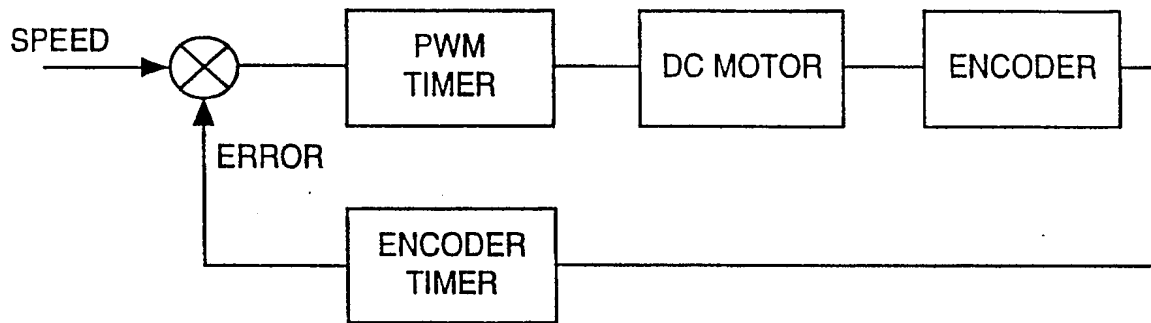 SPEED
PWM
TIMER
DC MOTOR
ENCODER
ERROR
ENCODER
TIMER